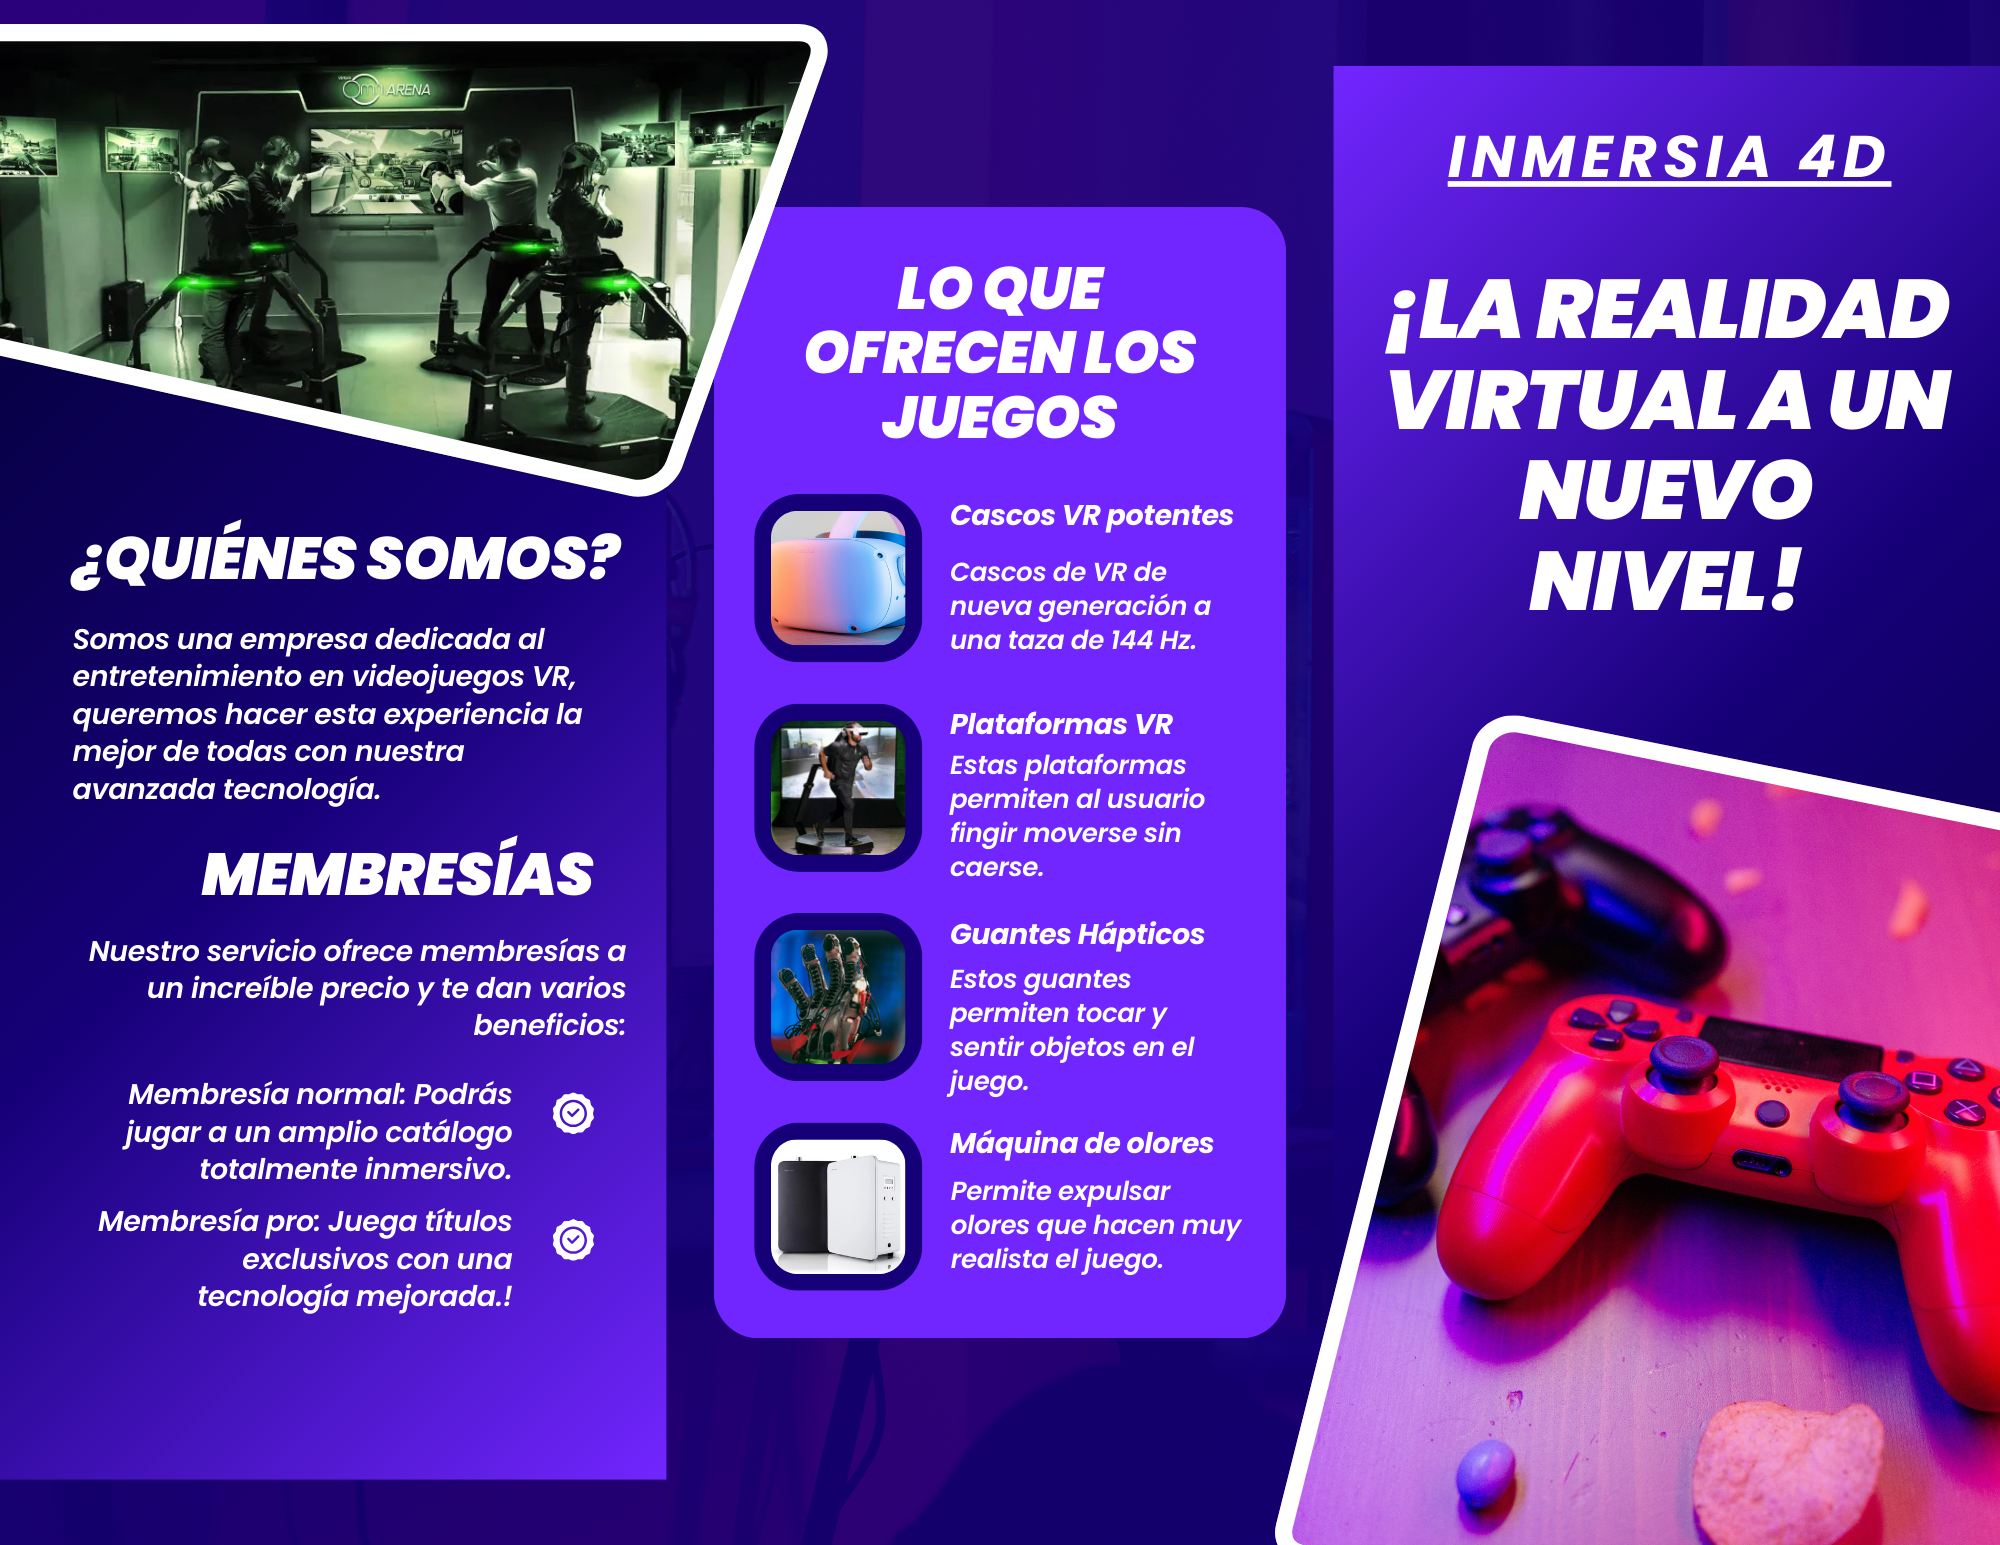 Virtuix
Omni ARENA
¿QUIÉNES SOMOS?
Somos una empresa dedicada al
entretenimiento en videojuegos VR,
queremos hacer esta experiencia la
mejor de todas con nuestra
avanzada tecnología.
MEMBRESÍAS
Nuestro servicio ofrece membresías a
un increíble precio y te dan varios
beneficios:
Membresía normal: Podrás
jugar a un amplio catálogo
totalmente inmersivo.
Membresía pro: Juega títulos
exclusivos con una
tecnología mejorada.!
LO QUE
OFRECEN LOS
JUEGOS
Cascos VR potentes
Cascos de VR de
nueva generación a
una taza de 144 Hz.
Plataformas VR
Estas plataformas
permiten al usuario
fingir moverse sin
caerse.
Guantes Hápticos
Estos guantes
permiten tocar y
sentir objetos en el
juego.
Máquina de olores
Permite expulsar
olores que hacen muy
realista el juego.
INMERSIA 4D
¡LA REALIDAD
VIRTUAL A UN
NUEVO
NIVEL!